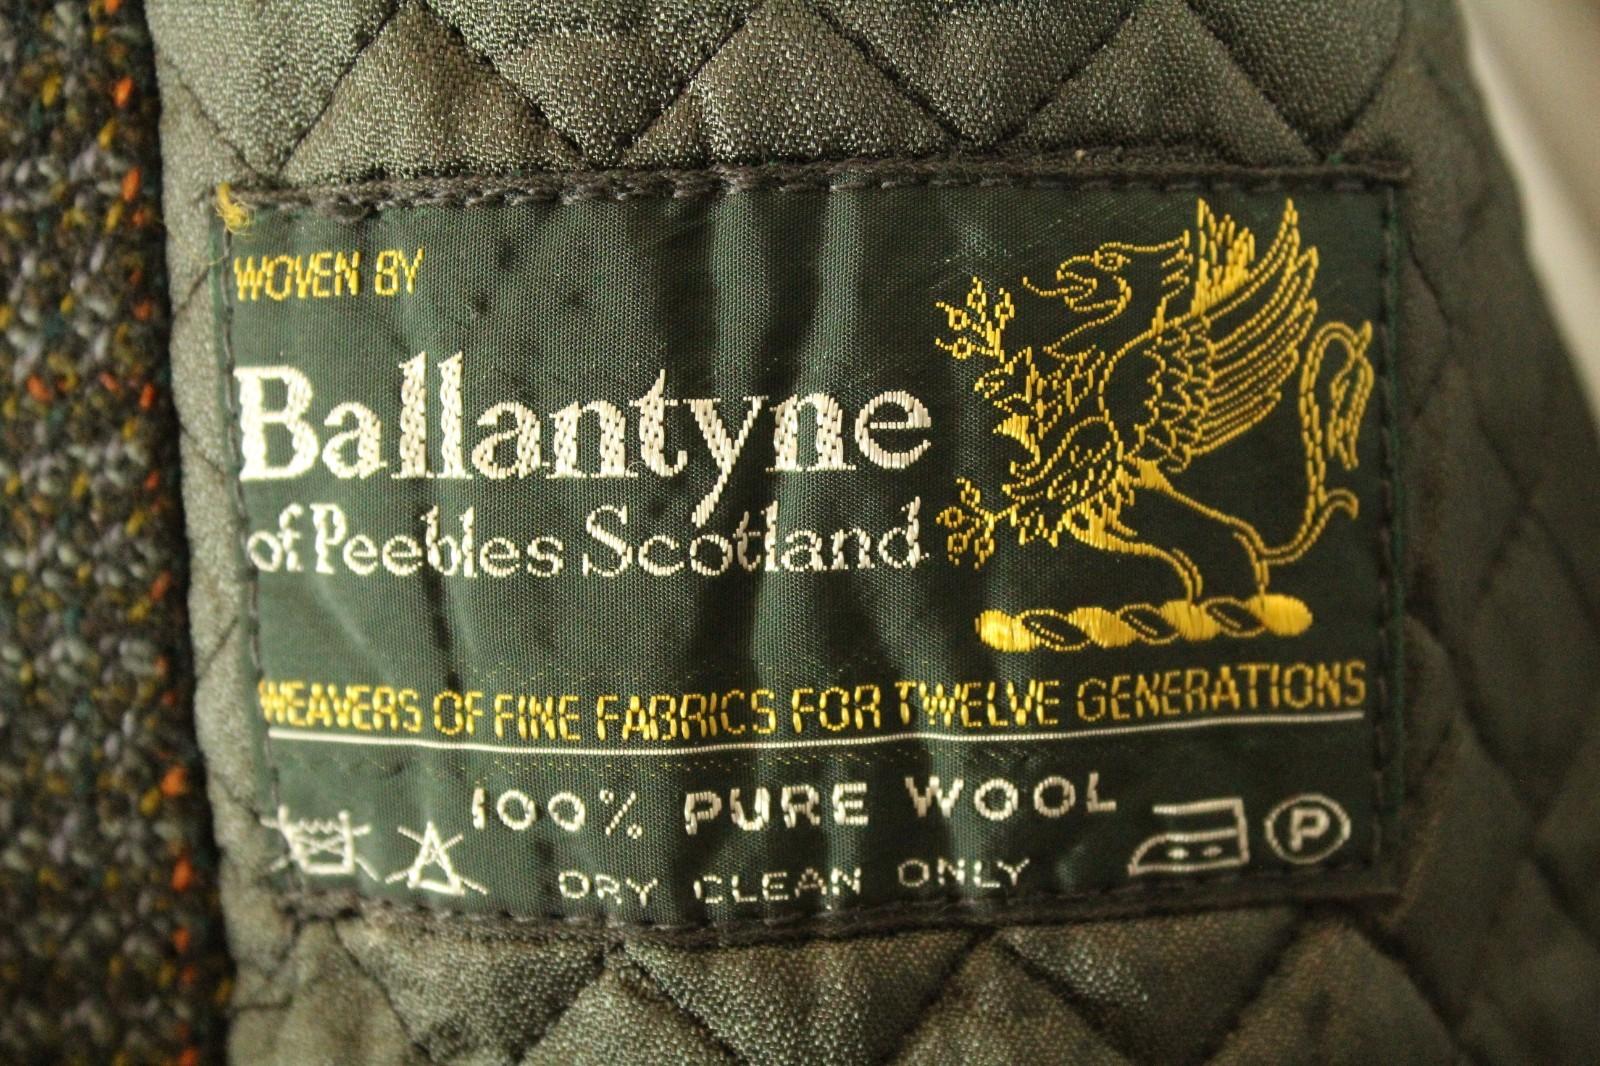 WOVEN BY
Ballantyne
of Peebles Scotland
WEAVERS OF FINE FABRICS FOR TWELVE GENERATIONS
100% PURE WOOL
DRY CLEAN ONLY
P